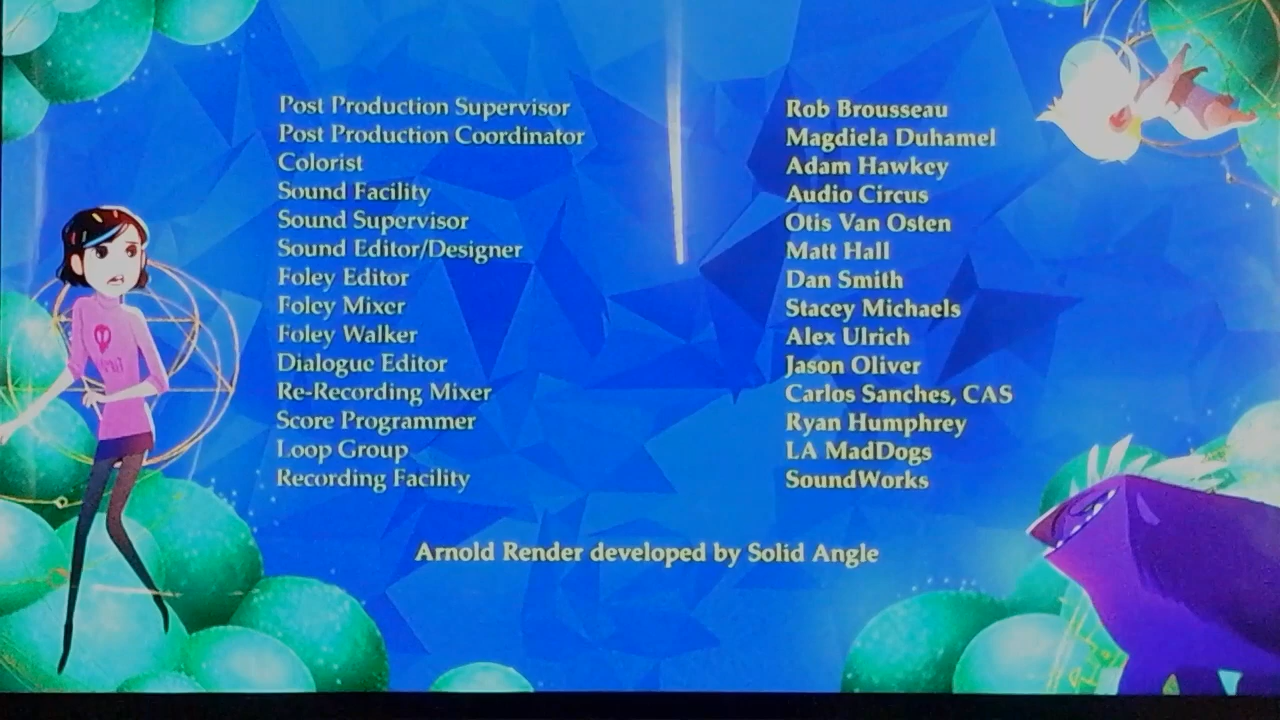 Post Production Supervisor Rob Brousseau
Post Production Coordinator Magdiela Duhamel
Colorist Adam Hawkey
Sound Facility Audio Circus
Sound Supervisor Otis Van Osten
Sound Editor/Designer Matt Hall
Foley Editor Dan Smith
Foley Mixer Stacey Michaels
Foley Walker Alex Ulrich
Dialogue Editor Jason Oliver
Re-Recording Mixer Carlos Sanches, CAS
Score Programmer Ryan Humphrey
Loop Group LA MadDogs
Recording Facility SoundWorks
Arnold Render developed by Solid Angle